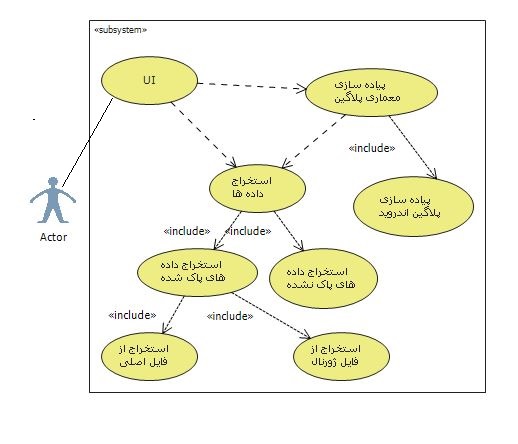 «subsystem»
UI
پیاده سازی
معماری پلاگین
«include»
استخراج
داده ها
پیاده سازی
پلاگین اندروید
Actor
«include»
«include»
استخراج داده
های پاک شده
استخراج داده
های پاک نشده
«include»
«include»
استخراج از
فایل اصلی
استخراج از
فایل ژورنال